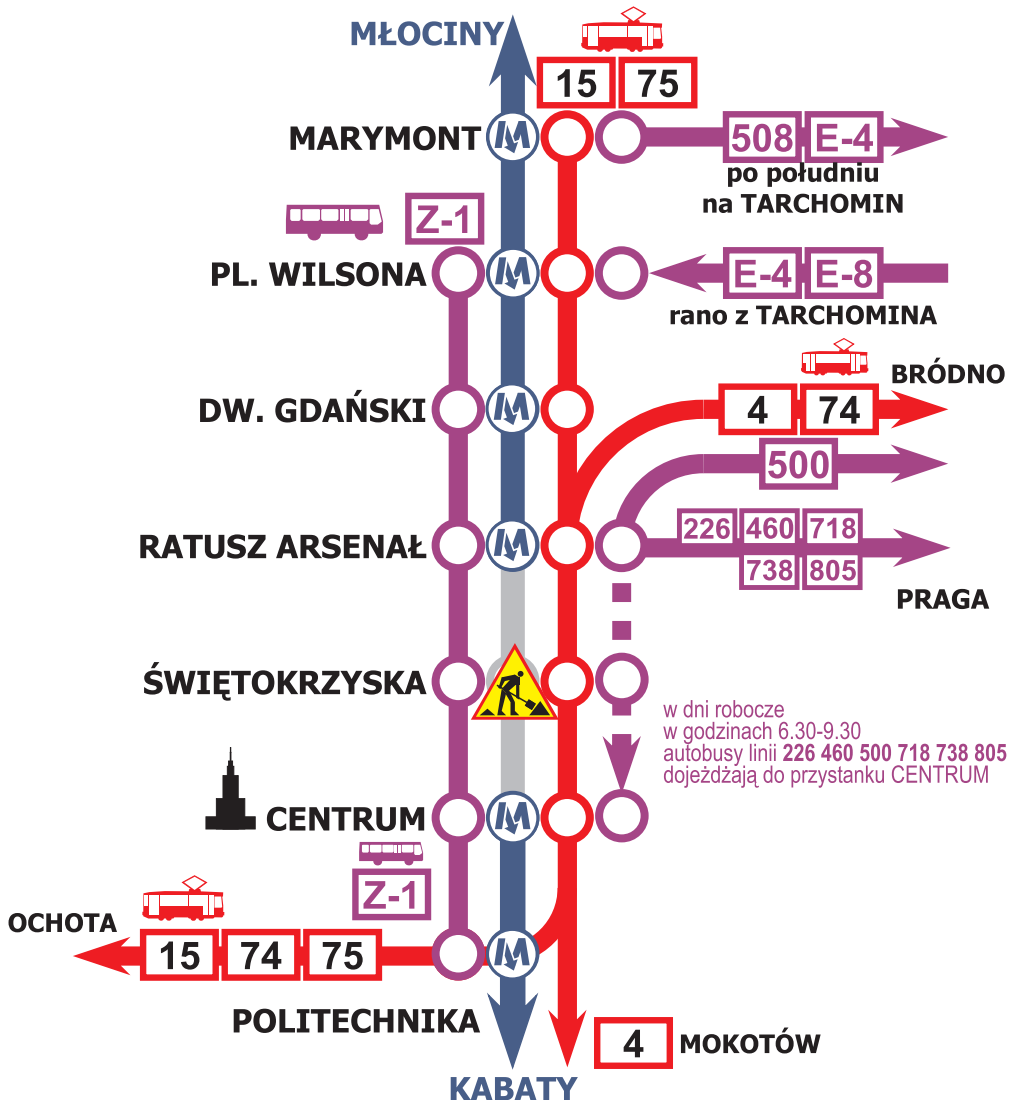 MŁOCINY
15 75
MARYMONT
508 E-4
po południu
na TARCHOMIN
Z-1
PL. WILSONA
E-4 E-8
rano z TARCHOMINA
BRÓDNO
4 74
DW. GDAŃSKI
500
RATUSZ ARSENAŁ
226 460 718
738 805
PRAGA
ŚWIĘTOKRZYSKA
w dni robocze
w godzinach 6.30-9.30
autobusy linii 226 460 500 718 738 805
dojeżdżają do przystanku CENTRUM
CENTRUM
Z-1
OCHOTA
15 74 75
POLITECHNIKA
4 MOKOTÓW
KABATY